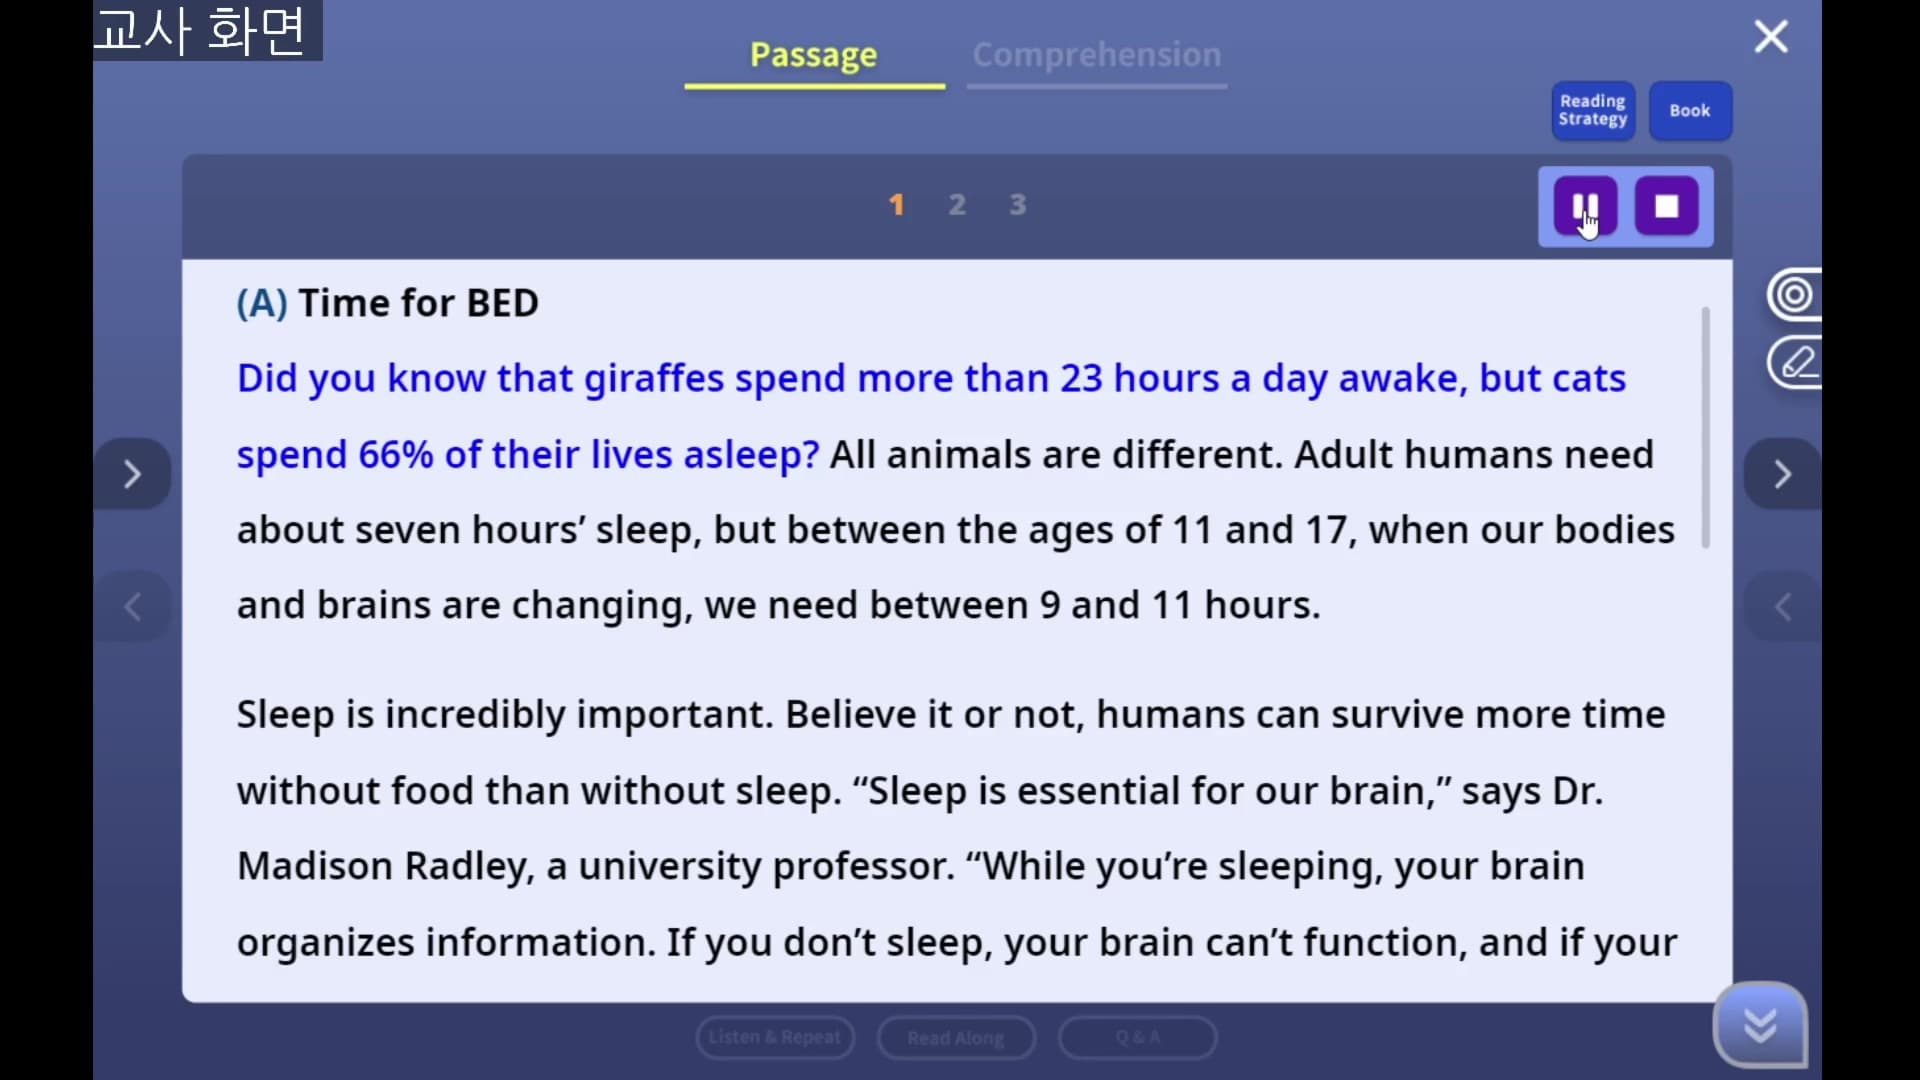 교사 화면
Passage
Comprehension
Reading
Strategy
Book
1 2 3
(A) Time for BED
Did you know that giraffes spend more than 23 hours a day awake, but cats
spend 66% of their lives asleep? All animals are different. Adult humans need
about seven hours’ sleep, but between the ages of 11 and 17, when our bodies
and brains are changing, we need between 9 and 11 hours.
Sleep is incredibly important. Believe it or not, humans can survive more time
without food than without sleep. “Sleep is essential for our brain,” says Dr.
Madison Radley, a university professor. “While you’re sleeping, your brain
organizes information. If you don’t sleep, your brain can’t function, and if your
Listen & Repeat
Read Along
Q & A